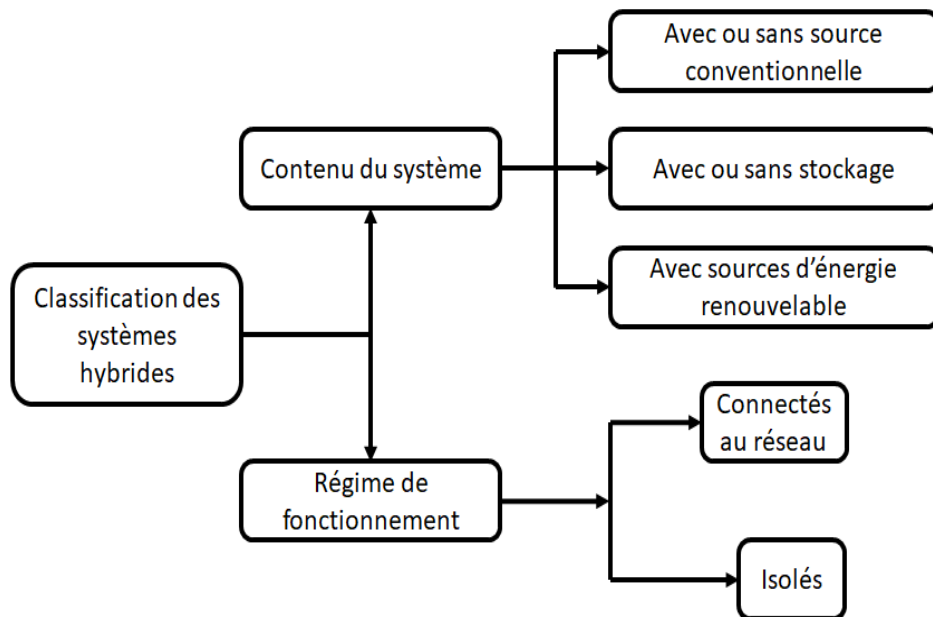 Avec ou sans source
conventionnelle
Contenu du système
Avec ou sans stockage
Avec sources d'énergie
renouvelable
Classification des
systèmes
hybrides
Connectés
au réseau
Régime de
fonctionnement
Isolés